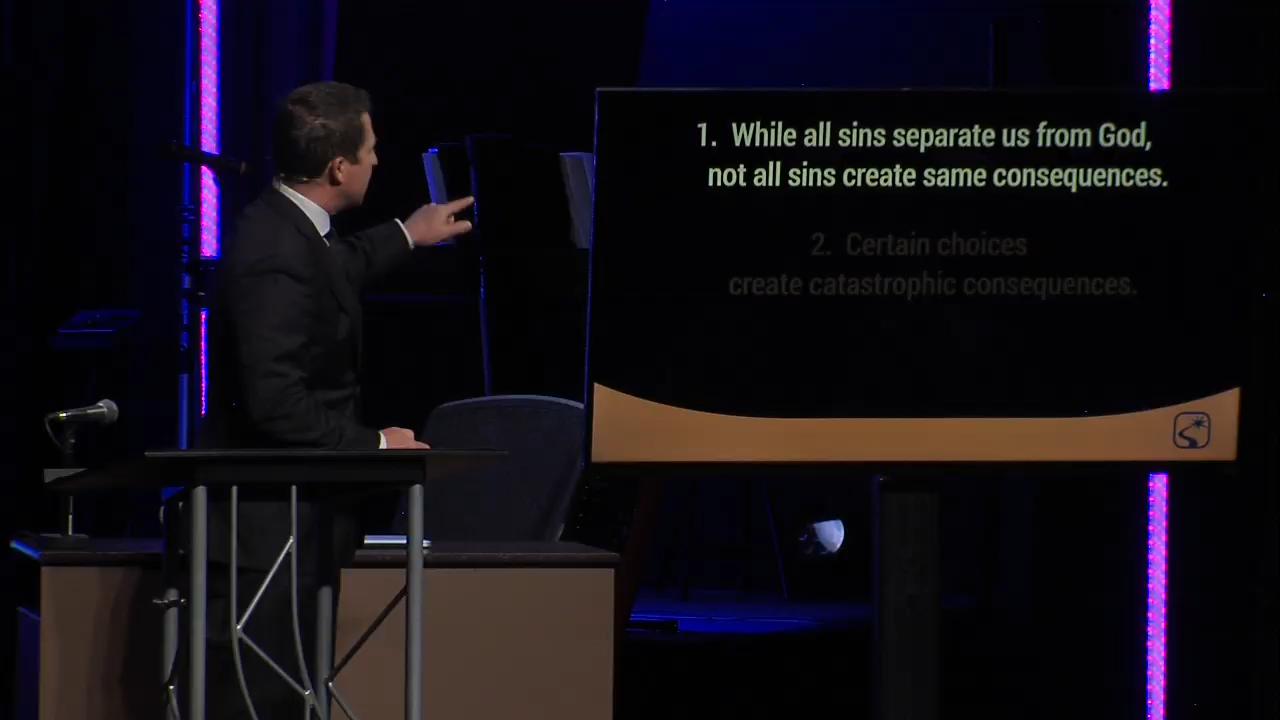 1. While all sins separate us from God,
not all sins create same consequences.
2. Certain choices
create catastrophic consequences.